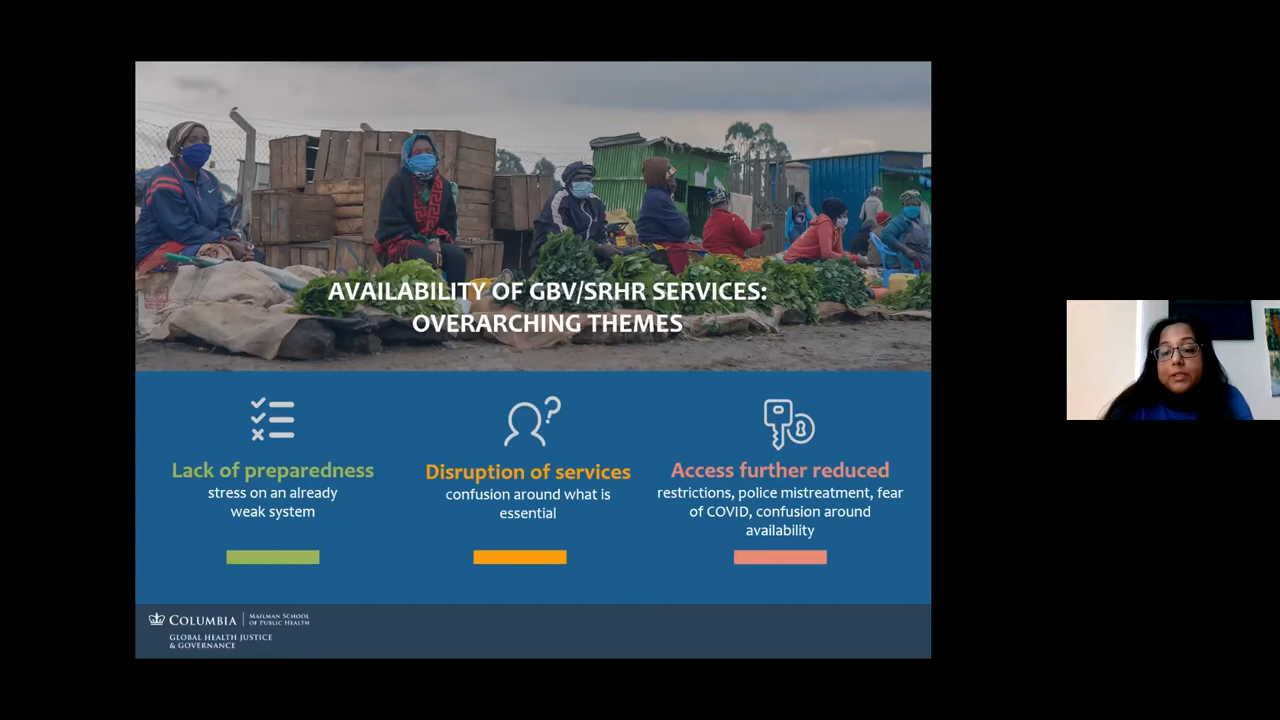 AVAILABILITY OF GBV/SRHR SERVICES:
OVERARCHING THEMES
Lack of preparedness
stress on an already
weak system
Disruption of services
confusion around what is
essential
Access further reduced
restrictions, police mistreatment, fear
of COVID, confusion around
availability
COLUMBIA
MAILMAN SCHOOL
OF PUBLIC HEALTH
GLOBAL HEALTH JUSTICE
& GOVERNANCE